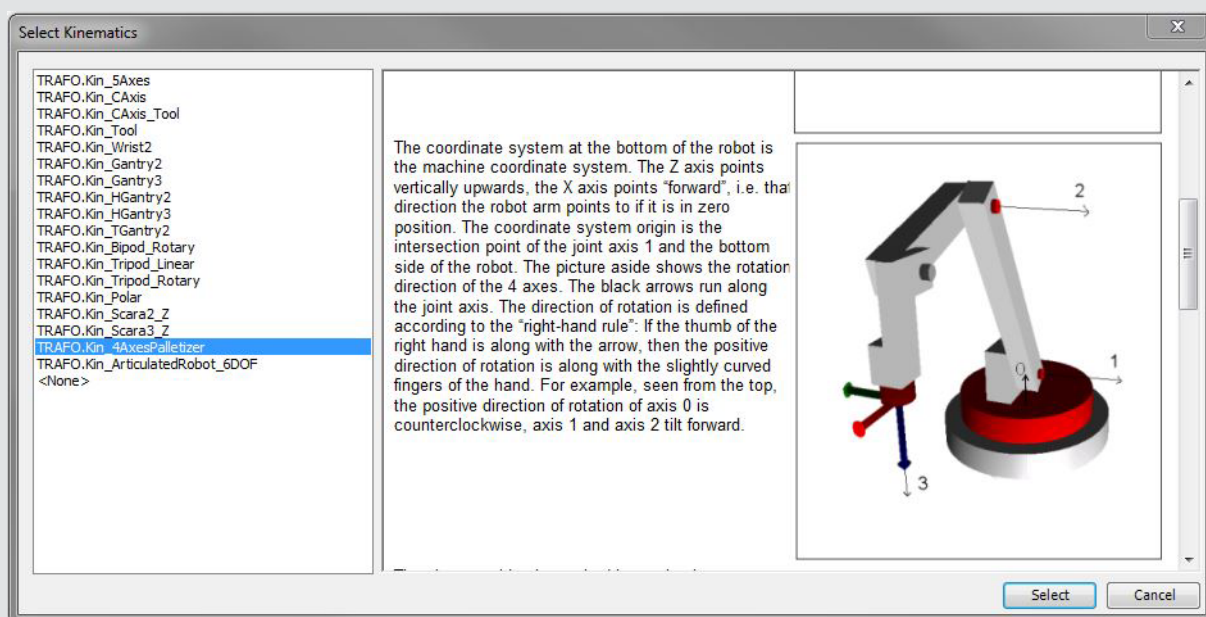 Select Kinematics
TRAFO.Kin_5Axes
TRAFO.Kin_CAxis
TRAFO.Kin_CAxis_Tool
TRAFO.Kin_Tool
TRAFO.Kin_Wrist2
TRAFO.Kin_Gantry2
TRAFO.Kin_Gantry3
TRAFO.Kin_HGantry2
TRAFO.Kin_HGantry3
TRAFO.Kin_TGantry2
TRAFO.Kin_Bipod_Rotary
TRAFO.Kin_Tripod_Linear
TRAFO.Kin_Tripod_Rotary
TRAFO.Kin_Polar
TRAFO.Kin_Scara2_Z
TRAFO.Kin_Scara3_Z
TRAFO.Kin_4AxesPalletizer
TRAFO.Kin_ArticulatedRobot_6DOF
<None>
The coordinate system at the bottom of the robot is
the machine coordinate system. The Z axis points
vertically upwards, the X axis points “forward”, i.e. that
direction the robot arm points to if it is in zero
position. The coordinate system origin is the
intersection point of the joint axis 1 and the bottom
side of the robot. The picture aside shows the rotation
direction of the 4 axes. The black arrows run along
the joint axis. The direction of rotation is defined
according to the “right-hand rule”: If the thumb of the
right hand is along with the arrow, then the positive
direction of rotation is along with the slightly curved
fingers of the hand. For example, seen from the top,
the positive direction of rotation of axis 0 is
counterclockwise, axis 1 and axis 2 tilt forward.
2
0
1
3
Select
Cancel